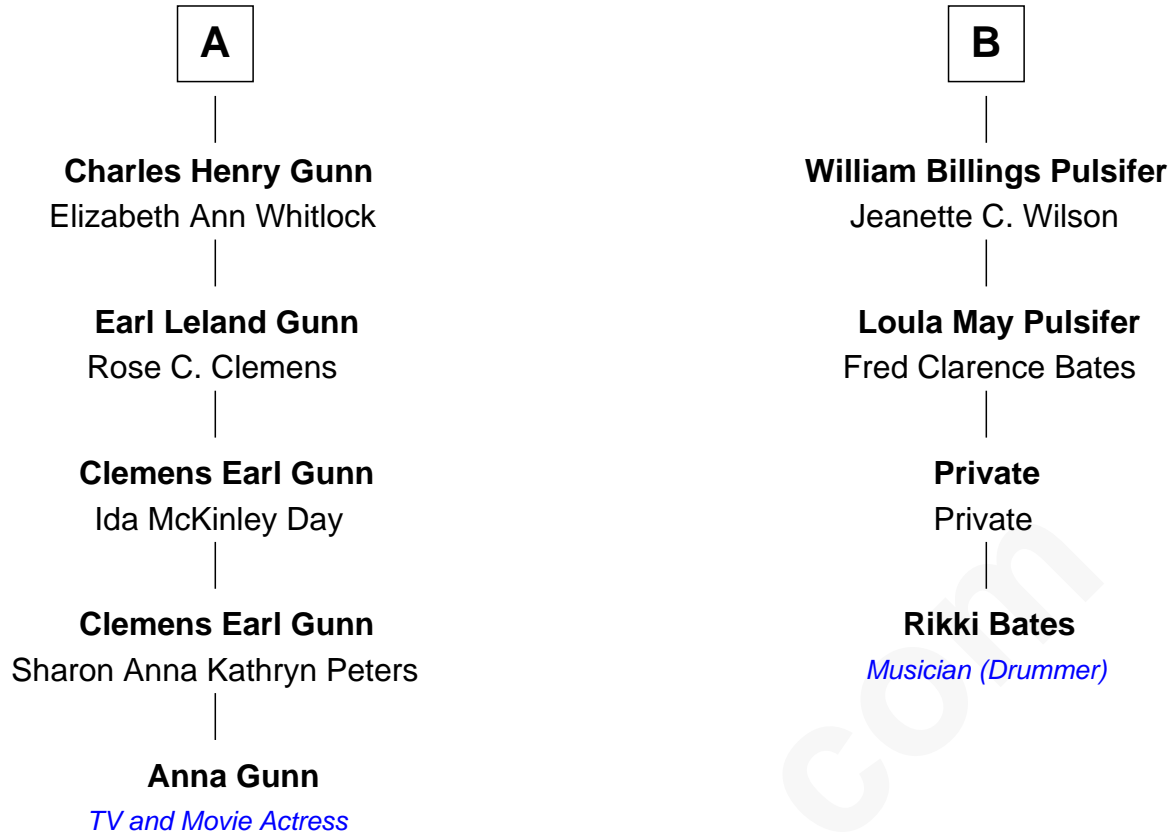 A
Charles Henry Gunn
Elizabeth Ann Whitlock
Earl Leland Gunn
Rose C. Clemens
Clemens Earl Gunn
Ida McKinley Day
Clemens Earl Gunn
Sharon Anna Kathryn Peters
Anna Gunn
TV and Movie Actress
B
William Billings Pulsifer
Jeanette C. Wilson
Loula May Pulsifer
Fred Clarence Bates
Private
Private
Rikki Bates
Musician (Drummer)
com